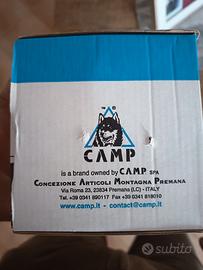 CAMP
is a brand owned by CAMP SPA
CONCEZIONE ARTICOLI MONTAGNA PREMANA
Via Roma 23, 23834 Premana (LC) - ITALY
Tel. +39 0341 890117 Fax +39 0341 818010
www.camp.it - contact@camp.it
subito